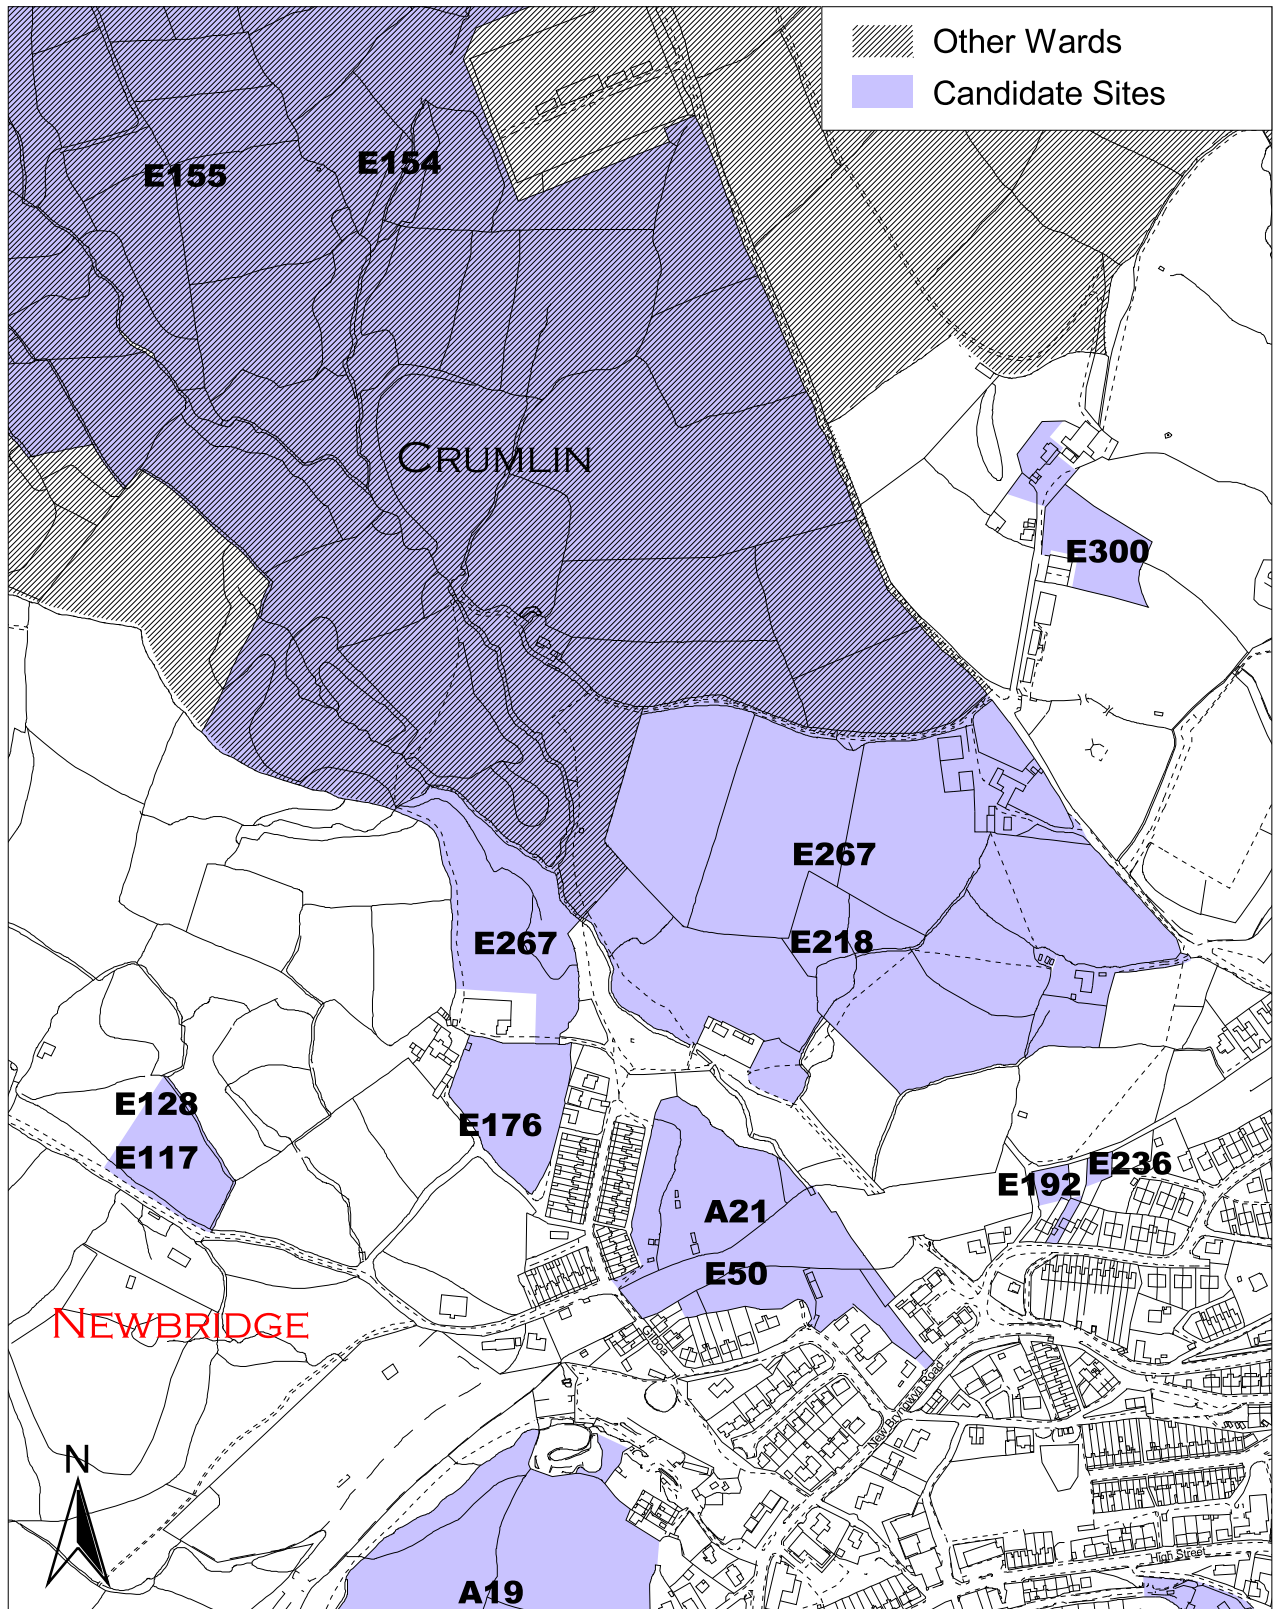 Other Wards
Candidate Sites
E155
E154
CRUMLIN
E300
E267
E218
E267
E128
E117
E176
E236
E192
A21
E50
NEWBRIDGE
New Bryngwyn Road
N
High Street
A19